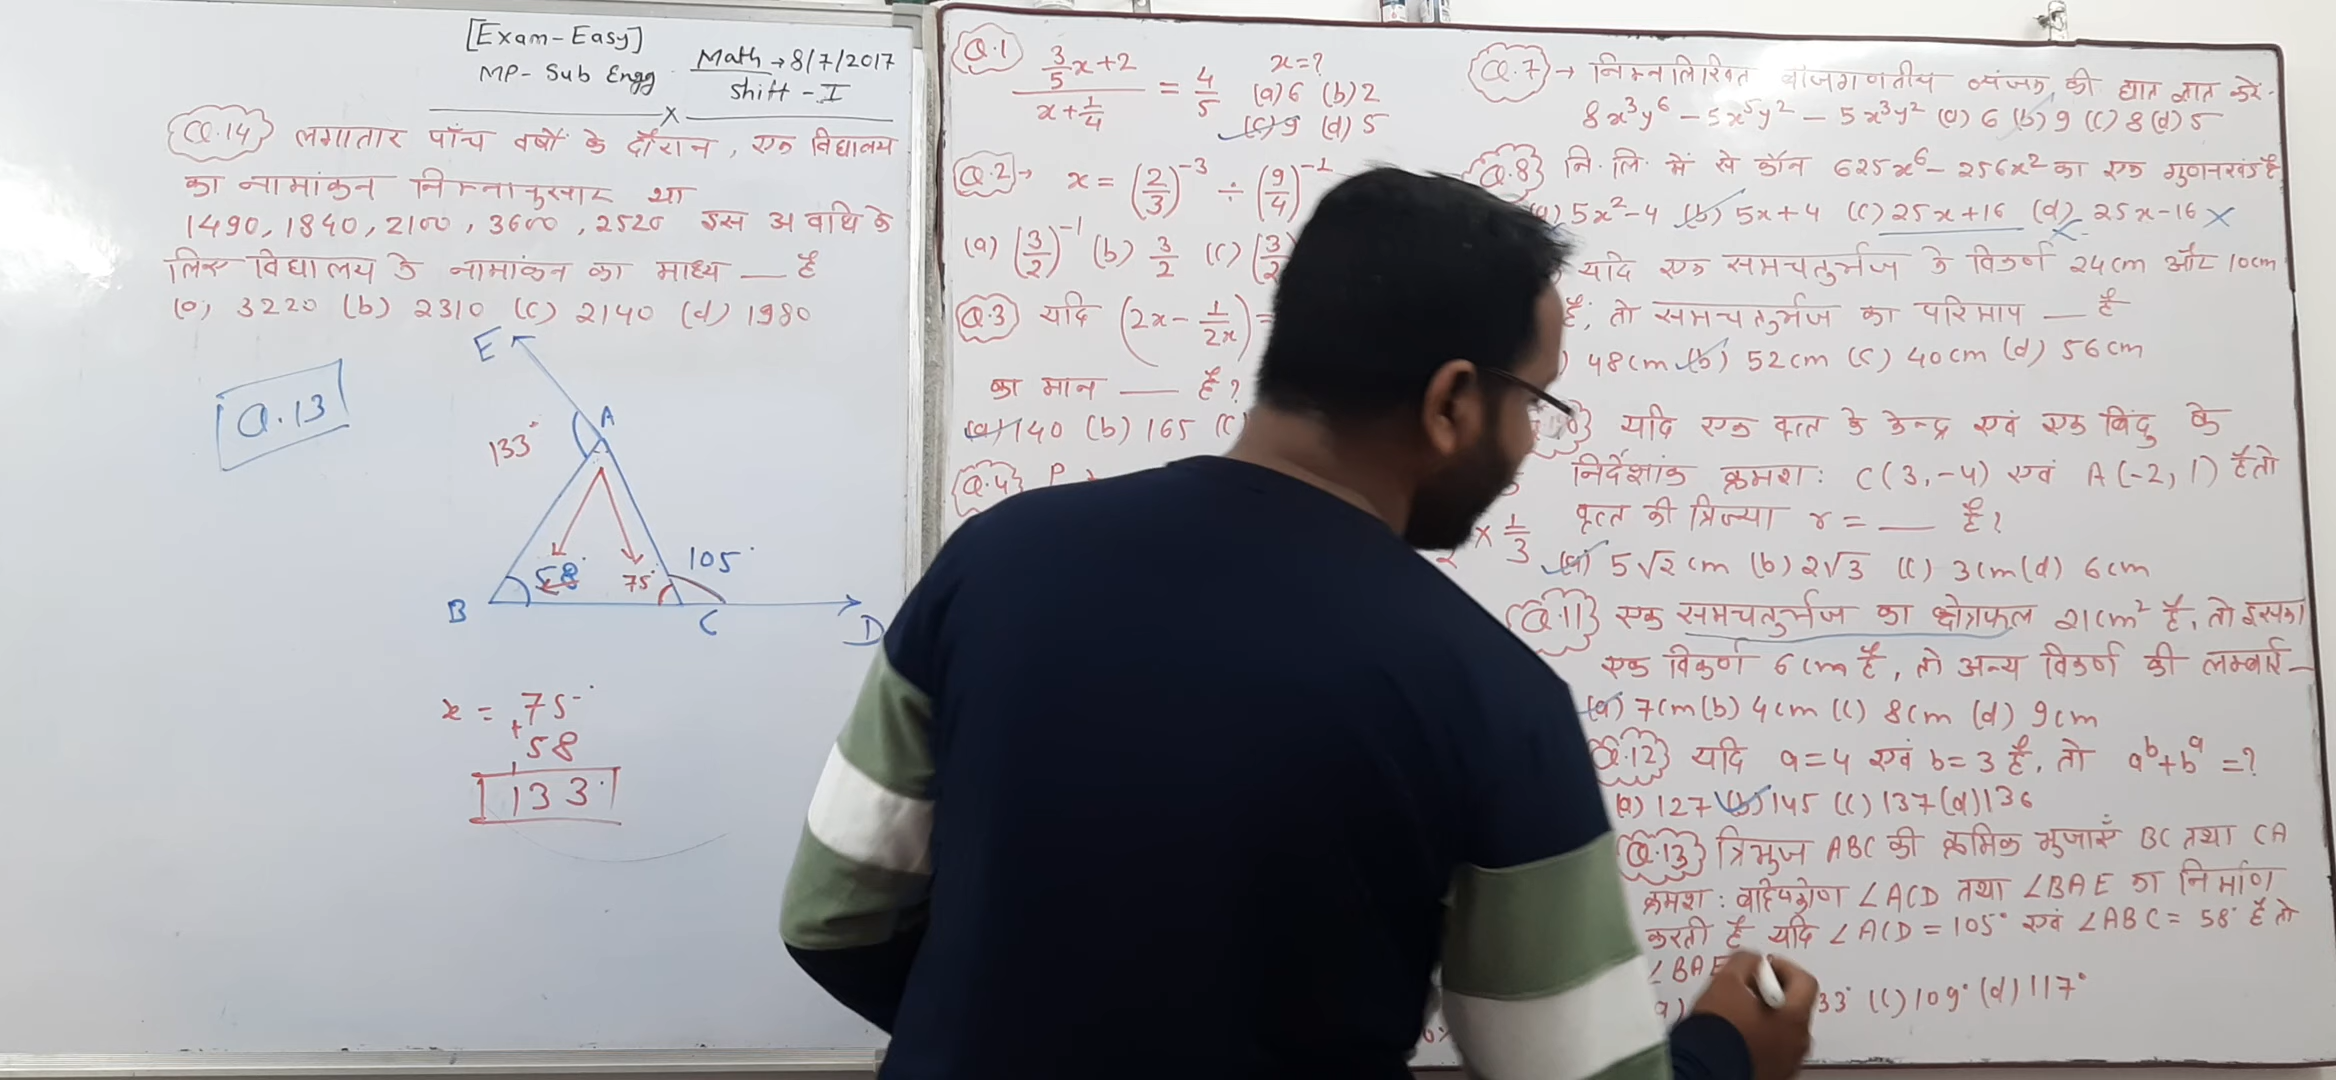 [Exam-Easy]
MP- Sub Engg
Math → 8/7/2017
Shift - I
x
Q.14 लगातार पाँच वर्षों के दौरान, एक विद्यालय
का नामांकन निम्नानुसार था
1490, 1840, 2100, 3600, 2520 इस अवधि के
लिए विद्यालय के नामांकन का माध्य — है
(a) 3220 (b) 2310 (c) 2140 (d) 1980
Q.13
E
A
133°
58°
75°
105°
B
C
D
x = 75°
+ 58
133°
Q.1 (3/5 x+2)/(x+1/4) = 4/5 x=?
(a) 6 (b) 2
(c) 9 (d) 5
Q.2 → x = (2/3)^-3 ÷ (9/4)
(a) (3/2)^-1 (b) 3/2 (c)
Q.3 यदि (2x - 1/2x) =
का मान — है?
(a) 140 (b) 165 (c)
Q.4 P
× 1/3
Q.7 → निम्नलिखित बीजगणतीय व्यंजक की घात ज्ञात करे-
8x³y⁶ - 5x⁵y² - 5x³y² (a) 6 (b) 9 (c) 8 (d) 5
Q.8 नि. लि. में से कौन 625x⁶ - 256x² का एक गुणनखंड है
(a) 5x²-4 (b) 5x+4 (c) 25x+16 (d) 25x-16
यदि एक समचतुर्भुज के विकर्ण 24cm और 10cm
है, तो समचतुर्भुज का परिमाप — है
48cm (b) 52cm (c) 40cm (d) 56cm
यदि एक वृत्त के केन्द्र एवं एक बिंदु के
निर्देशांक क्रमश: C(3,-4) एवं A(-2,1) है तो
वृत्त की त्रिज्या r = — है?
(a) 5√2 cm (b) 2√3 (c) 3cm (d) 6cm
Q.11 एक समचतुर्भुज का क्षेत्रफल 21cm² है, तो इसका
एक विकर्ण 6cm है, तो अन्य विकर्ण की लम्बाई —
(a) 7cm (b) 4cm (c) 8cm (d) 9cm
Q.12 यदि a=4 एवं b=3 है, तो a^b+b^a =?
(a) 127 (b) 145 (c) 137 (d) 136
Q.13 त्रिभुज ABC की क्रमिक भुजाएँ BC तथा CA
क्रमश: ∠ACD तथा ∠BAE का निर्माण
करती है यदि ∠ACD = 105° एवं ∠ABC = 58° है तो
∠BAE
33° (c) 109° (d) 117°